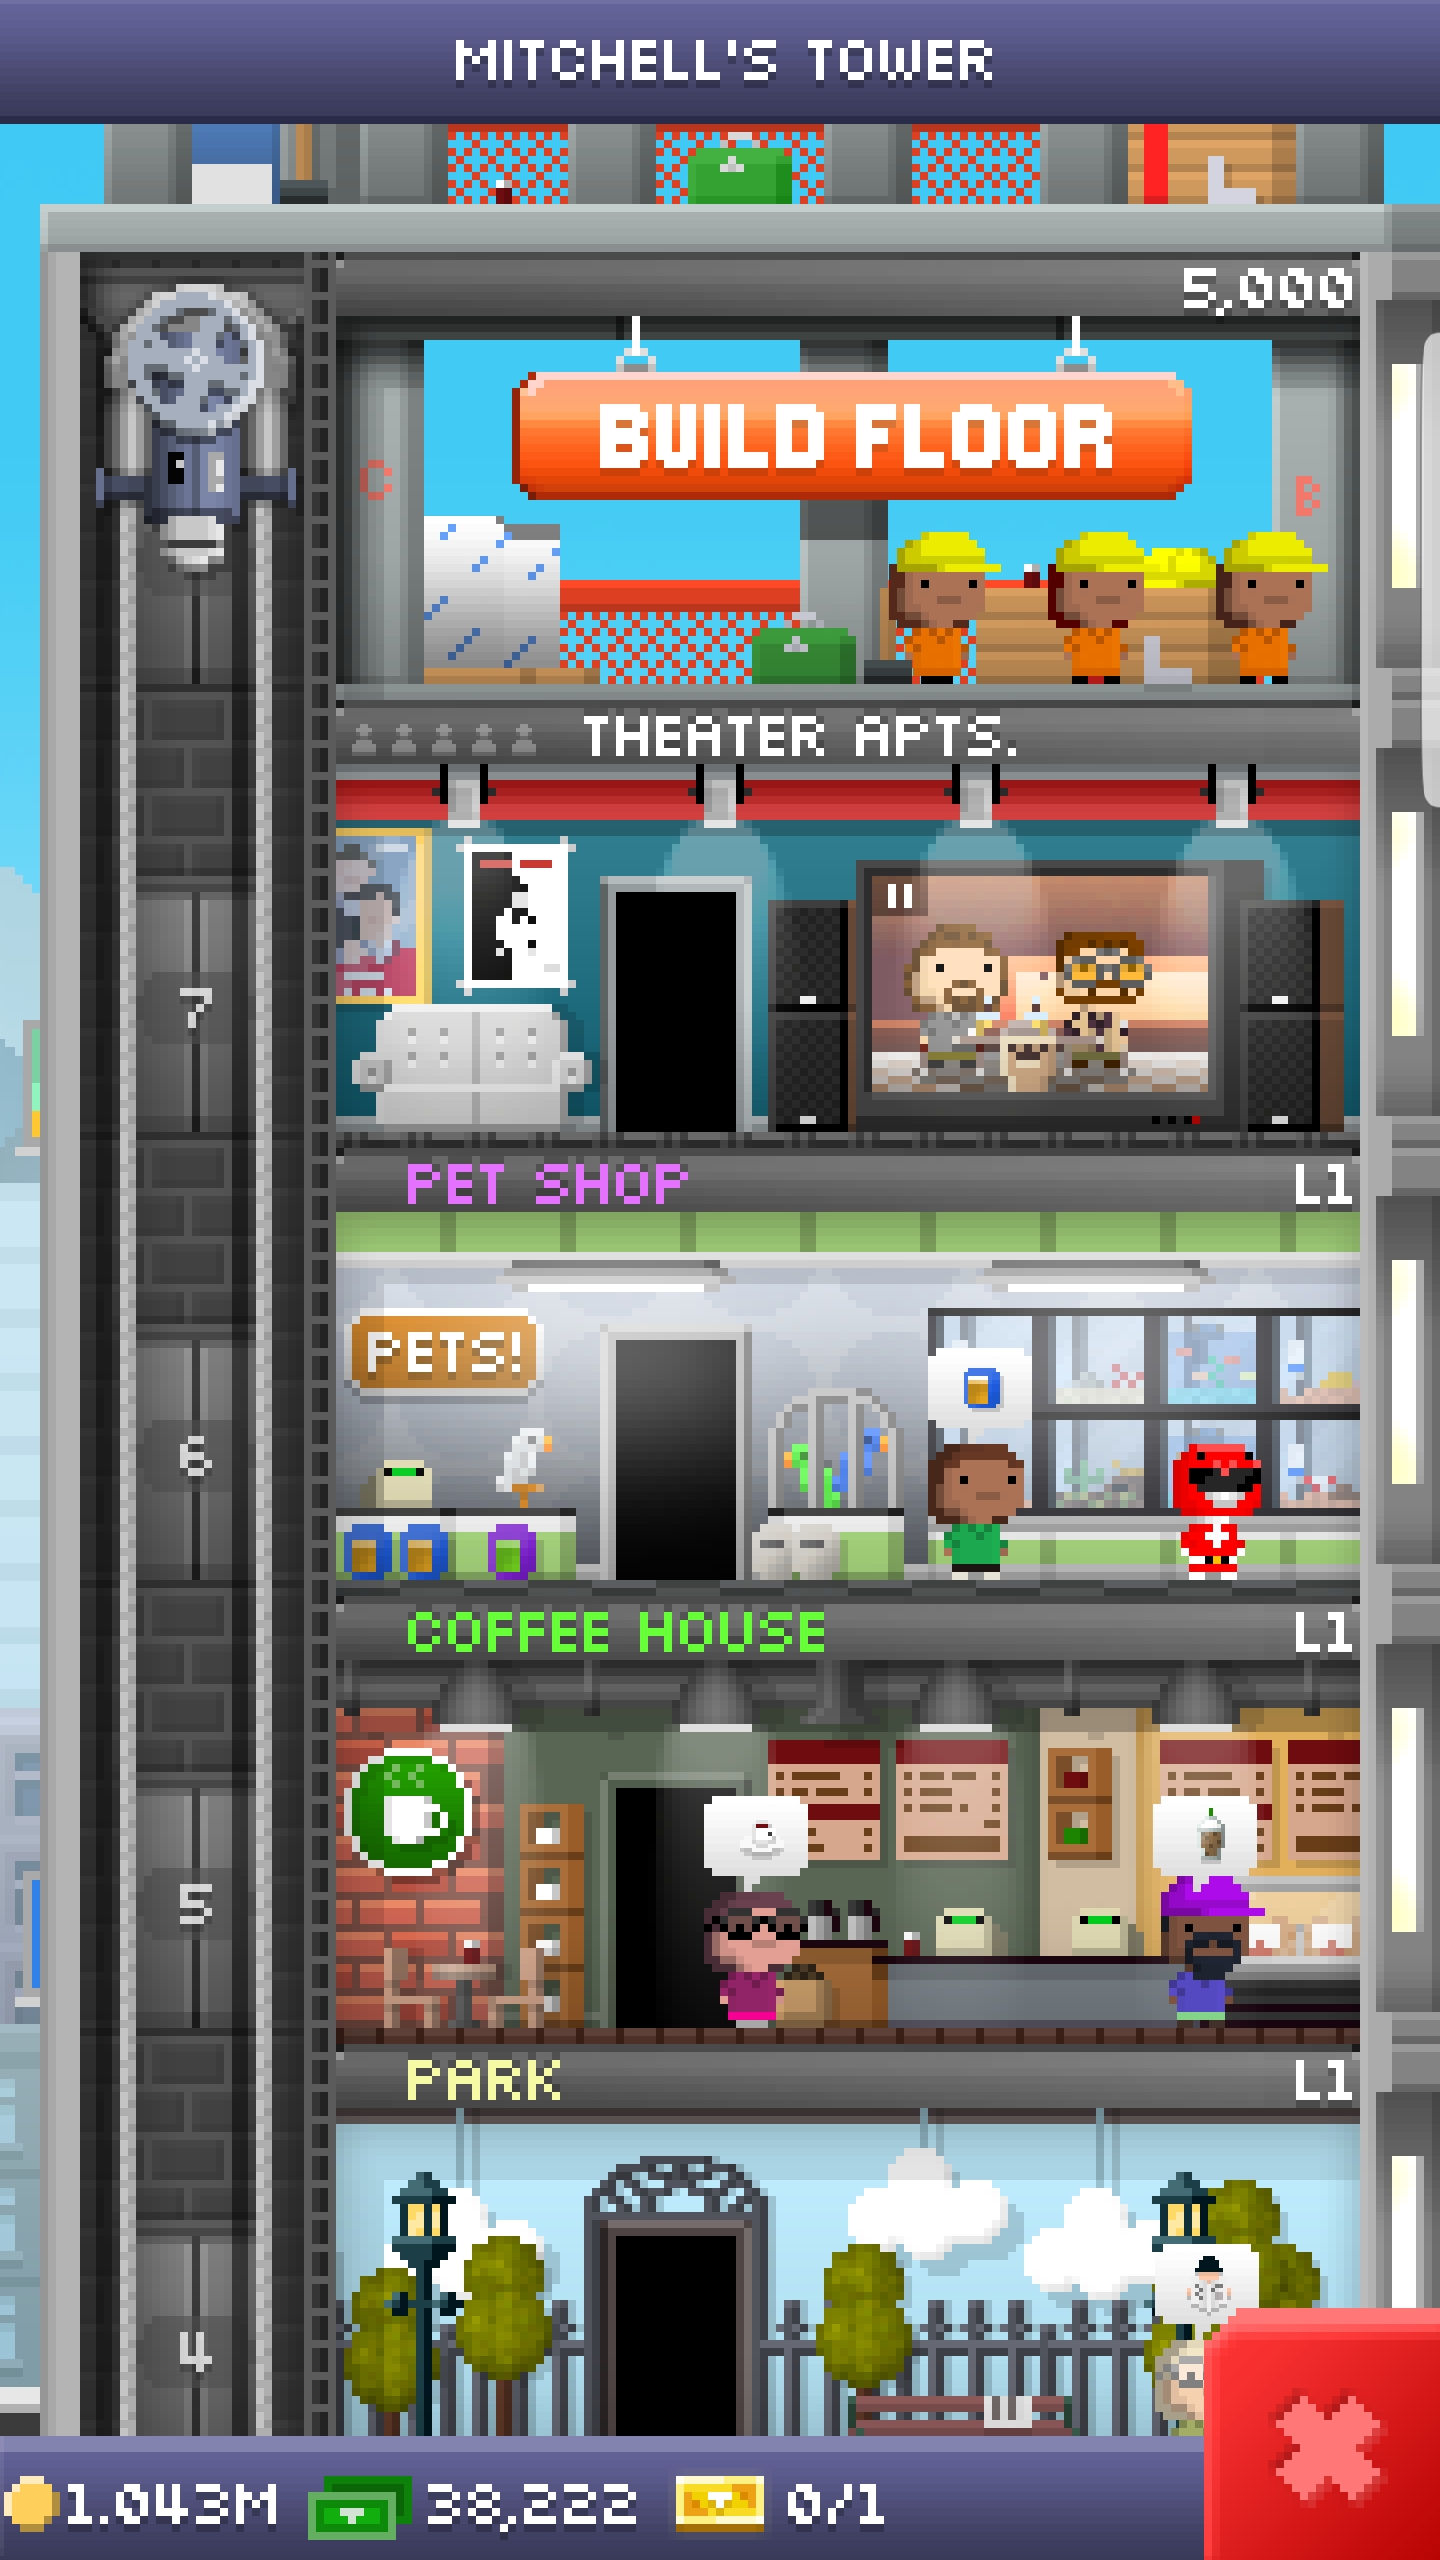 MITCHELL'S TOWER
5,000
BUILD FLOOR
C
B
THEATER APTS.
7
PET SHOP L1
PETS!
6
COFFEE HOUSE L1
5
PARK L1
4
1.043M 38,222 0/1